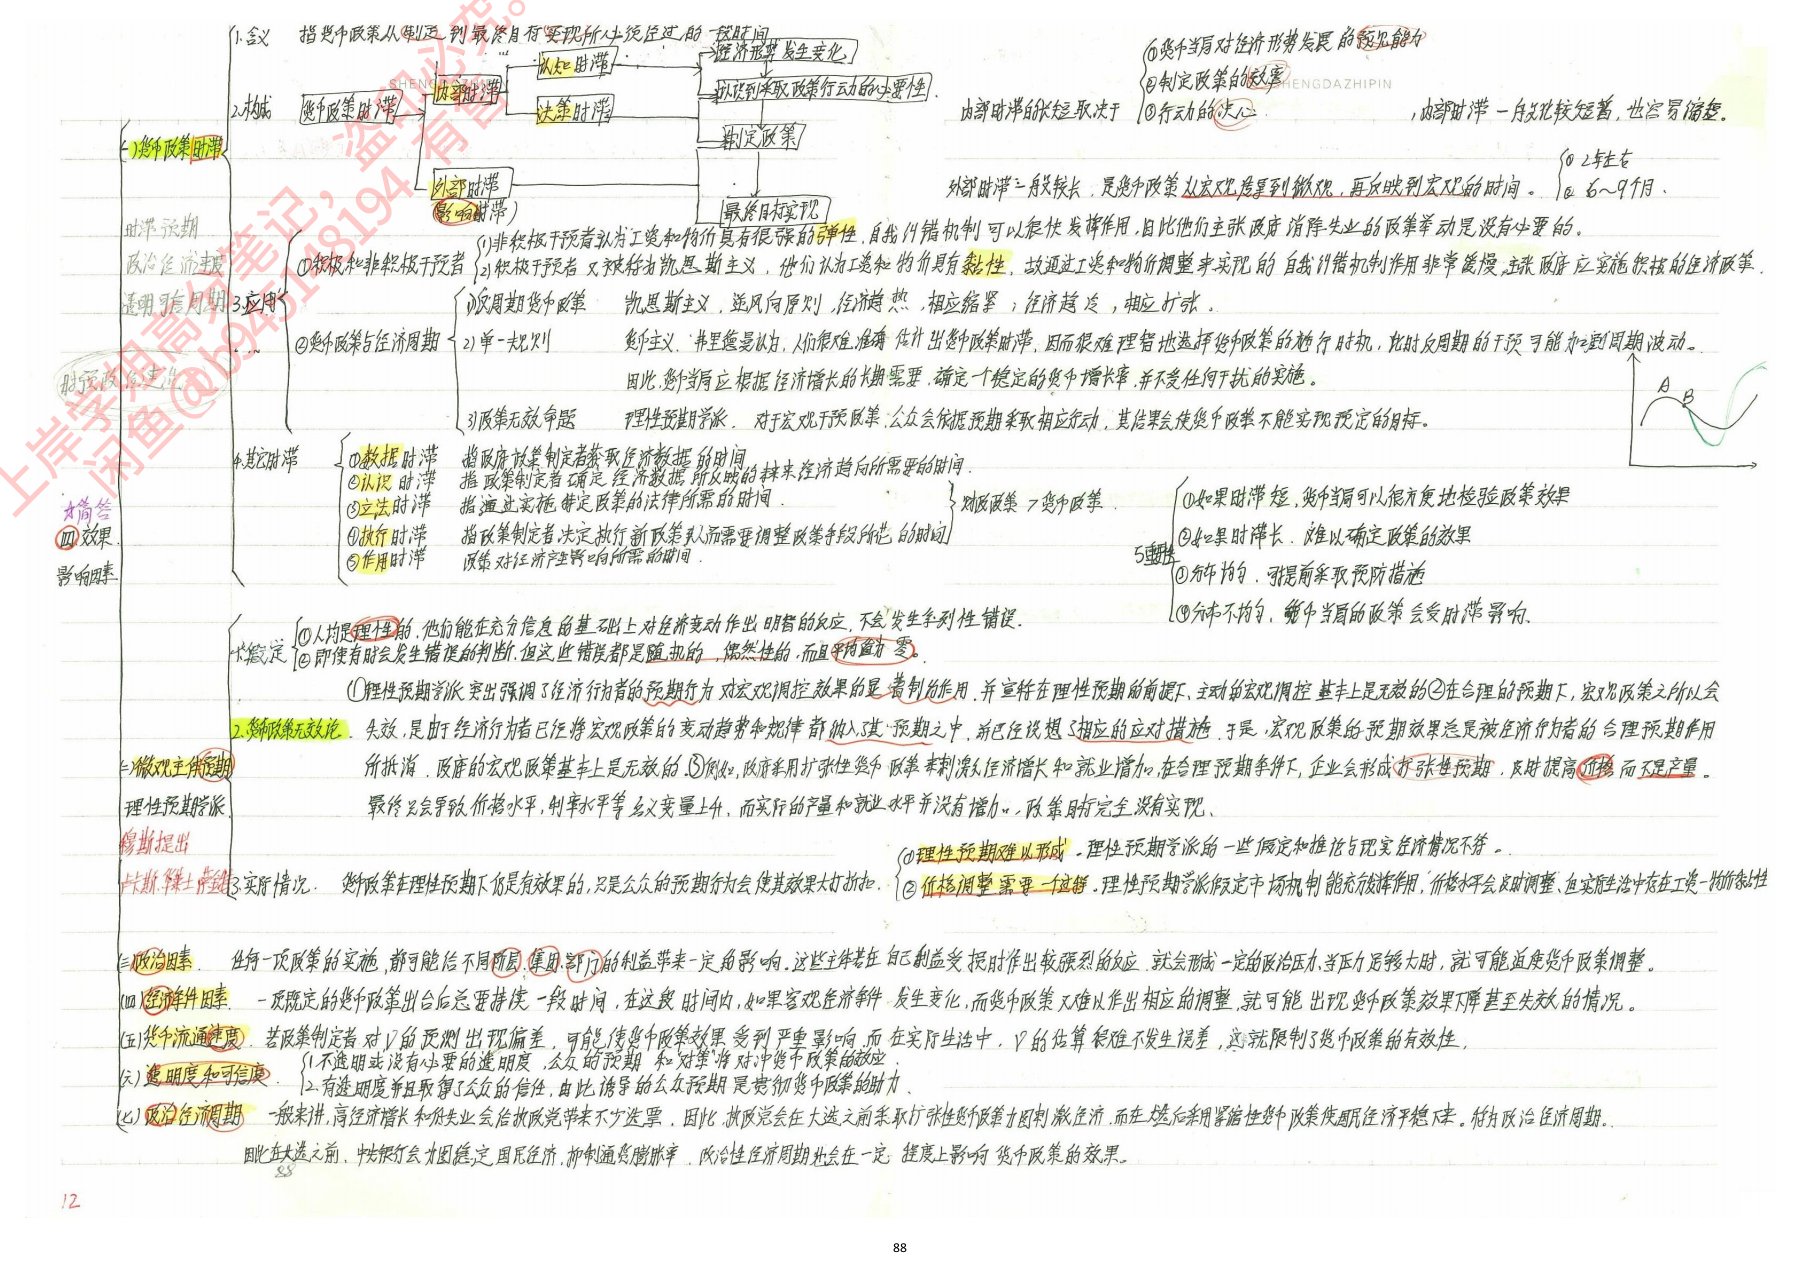 1.含义 指货币政策从制定到最终目标实现所必须经过的一段时间
2.构成 货币政策时滞
内部时滞
认知时滞
决策时滞
外部时滞
(影响时滞)
经济形势发生变化
认识到采取政策行动的必要性
制定政策
最终目标实现
SHENGDAZHIPIN
内部时滞的长短取决于
①货币当局对经济形势发展的预见能力
②制定政策的效率
③行动的决心
,内部时滞一般比较短暂,也容易缩短。
外部时滞一般较长,是货币政策从宏观传导到微观,再反映到宏观的时间。
① 2年左右
② 6~9个月.
(一)货币政策时滞
时滞预期
政治经济速度
透明可信周期
3.应用
①积极和非积极干预者
(1)非积极干预者认为工资和物价具有很强的弹性,自我纠错机制可以很快发挥作用,因此他们主张政府消除失业的政策举动是没有必要的。
(2)积极干预者又被称为凯恩斯主义,他们认为工资和物价具有黏性,故通过工资和物价调整来实现的自我纠错机制作用非常缓慢,主张政府应实施积极的经济政策.
②货币政策与经济周期
1)反周期货币政策 凯恩斯主义,逆风向原则,经济趋热,相应缩紧;经济趋冷,相应扩张。
2)单一规则 货币主义.弗里德曼认为,人们很难准确估计出货币政策时滞,因而很难理智地选择货币政策的施行时机,此时反周期的干预可能加剧周期波动。
因此,货币当局应根据经济增长的长期需要,确定一个稳定的货币增长率,并不受任何干扰的实施。
3)政策无效命题 理性预期学派.对于宏观干预政策,公众会依据预期采取相应行动,其结果会使货币政策不能实现预定的目标。
A
B
4.其它时滞
①数据时滞 指政府政策制定者获取经济数据的时间
②认识时滞 指政策制定者确定经济数据所反映的未来经济趋向所需要的时间.
③立法时滞 指通过实施特定政策的法律所需的时间.
④执行时滞 指政策制定者决定执行新政策从而需要调整政策手段所花的时间
⑤作用时滞 政策对经济产生影响所需的时间.
财政政策>货币政策
5.重要性
①如果时滞短,货币当局可以很方便地检验政策效果
②如果时滞长.难以确定政策的效果
③分布均匀.可提前采取预防措施
④分布不均匀,货币当局的政策会受时滞影响.
☆简答
四.效果
影响因素
1.假定
①人均是理性的,他们能在充分信息的基础上对经济变动作出明智的反应,不会发生系列性错误.
②即使有时会发生错误的判断,但这些错误都是随机的,偶然性的,而且平均值为零。
2.货币政策无效论.
①理性预期学派突出强调了经济行为者的预期行为对宏观调控效果的显著制约作用.并宣称在理性预期的前提下,主动的宏观调控基本上是无效的②在合理的预期下,宏观政策之所以会
失效,是由于经济行为者已经将宏观政策的变动趋势和规律都纳入了其预期之中,并已经设想了相应的应对措施.于是,宏观政策的预期效果总是被经济行为者的合理预期作用
所抵消.政府的宏观政策基本上是无效的.③例如,政府采用扩张性货币政策来刺激经济增长和就业增加,在合理预期条件下,企业会形成扩张性预期,及时提高价格而不是产量。
最终只会导致价格水平,利率水平等名义变量上升,而实际的产量和就业水平并没有增加..政策目标完全没有实现、
(二)微观主体预期
理性预期学派
穆斯提出
卢卡斯,华莱士,萨金特
3.实际情况. 货币政策在理性预期下仍是有效果的,只是公众的预期行为会使其效果大打折扣.
①理性预期难以形成.理性预期学派的一些假定和推论与现实经济情况不符。
②价格调整需要一个过程.理性预期学派假定市场机制能充分发挥作用,价格水平会及时调整、但实际生活中存在工资-物价黏性
(三)政治因素. 任何一项政策的实施,都可能给不同阶层.集团.部门的利益带来一定的影响.这些主体若在自己利益受损时作出较强烈的反应.就会形成一定的政治压力,当压力足够大时,就可能迫使货币政策调整。
(四)经济条件因素. 一项既定的货币政策出台后总要持续一段时间,在这段时间内,如果客观经济条件发生变化,而货币政策又难以作出相应的调整,就可能出现货币政策效果下降甚至失效的情况。
(五)货币流通速度. 若政策制定者对V的预测出现偏差,可能使货币政策效果受到严重影响,而在实际生活中,V的估算很难不发生误差,这就限制了货币政策的有效性.
(六)透明度和可信度.
1.不透明或没有必要的透明度,公众的预期和"对策"将对冲货币政策的效应;
2.有透明度并且取得了公众的信任,由此诱导的公众预期是贯彻货币政策的助力.
(七)政治经济周期 一般来讲,高经济增长和低失业会给执政党带来不少选票.因此,执政党会在大选之前采取扩张性货币政策力图刺激经济,而在大选后采用紧缩性货币政策使国民经济平稳下来。称为政治经济周期.
因此在大选之前,中央银行会力图稳定国民经济,抑制通货膨胀率.政治性经济周期也会在一定程度上影响货币政策的效果。
88
12
上岸学姐高分笔记,盗印必究。
闲鱼@b945148194有售
88